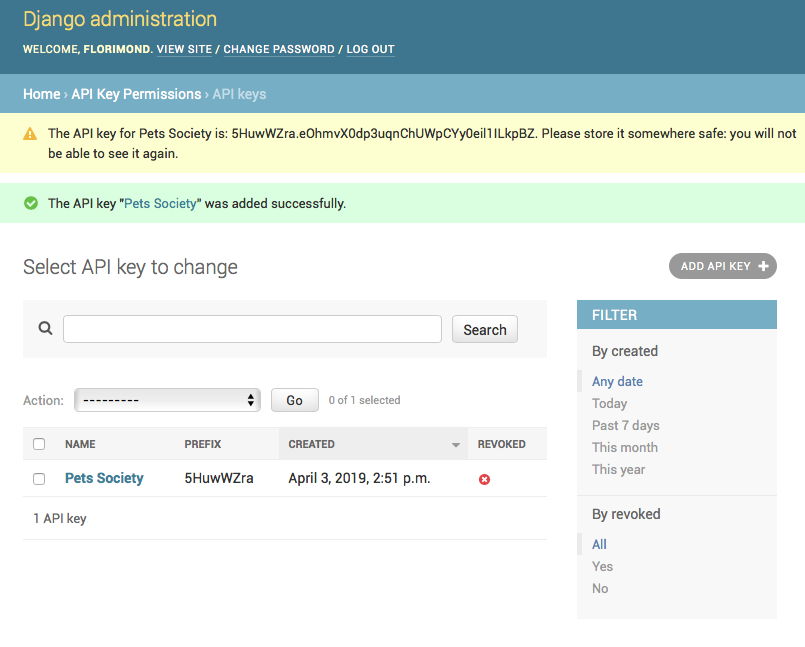 Django administration
WELCOME, FLORIMOND. VIEW SITE / CHANGE PASSWORD / LOG OUT
Home › API Key Permissions › API keys
The API key for Pets Society is: 5HuwWZra.eOhmvX0dp3uqnChUWpCYy0eil1ILkpBZ. Please store it somewhere safe: you will not
be able to see it again.
The API key "Pets Society" was added successfully.
Select API key to change
ADD API KEY +
Search
Action: --------- Go 0 of 1 selected
NAME PREFIX CREATED REVOKED
Pets Society 5HuwWZra April 3, 2019, 2:51 p.m.
1 API key
FILTER
By created
Any date
Today
Past 7 days
This month
This year
By revoked
All
Yes
No